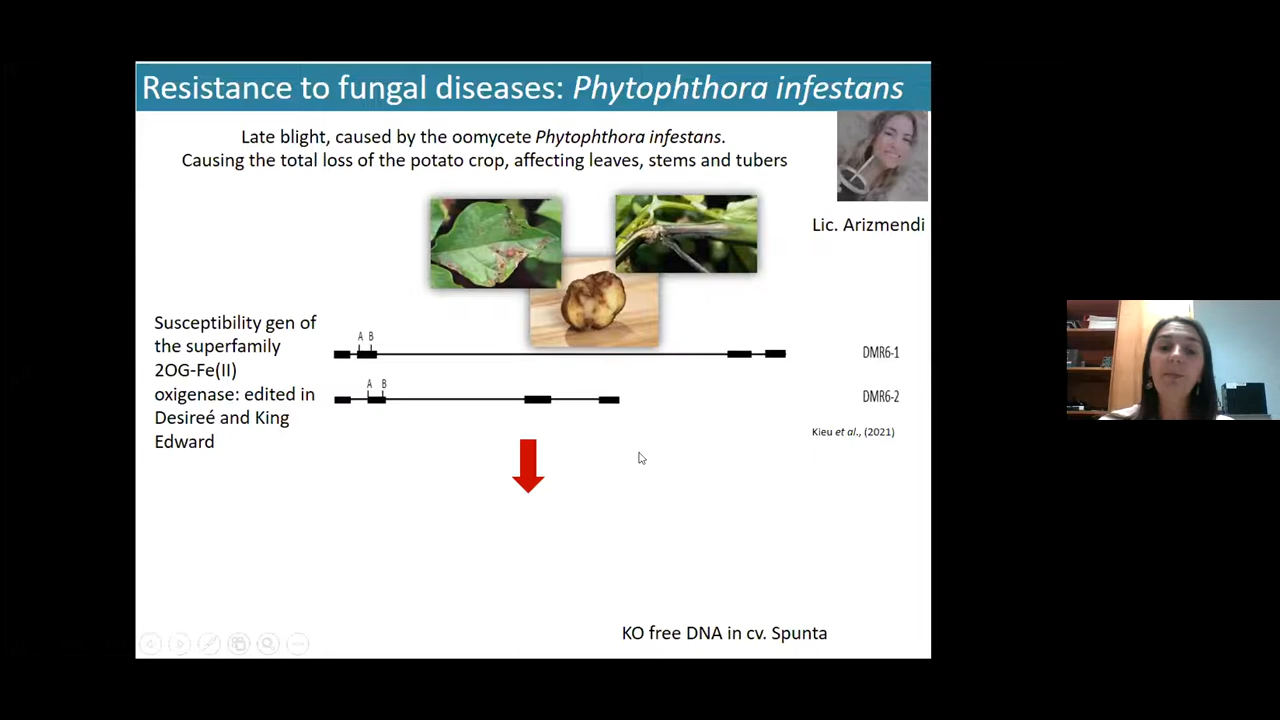 Resistance to fungal diseases: Phytophthora infestans
Late blight, caused by the oomycete Phytophthora infestans.
Causing the total loss of the potato crop, affecting leaves, stems and tubers
Lic. Arizmendi
Susceptibility gen of
the superfamily
2OG-Fe(II)
oxigenase: edited in
Desireé and King
Edward
A B
DMR6-1
A B
DMR6-2
Kieu et al., (2021)
KO free DNA in cv. Spunta